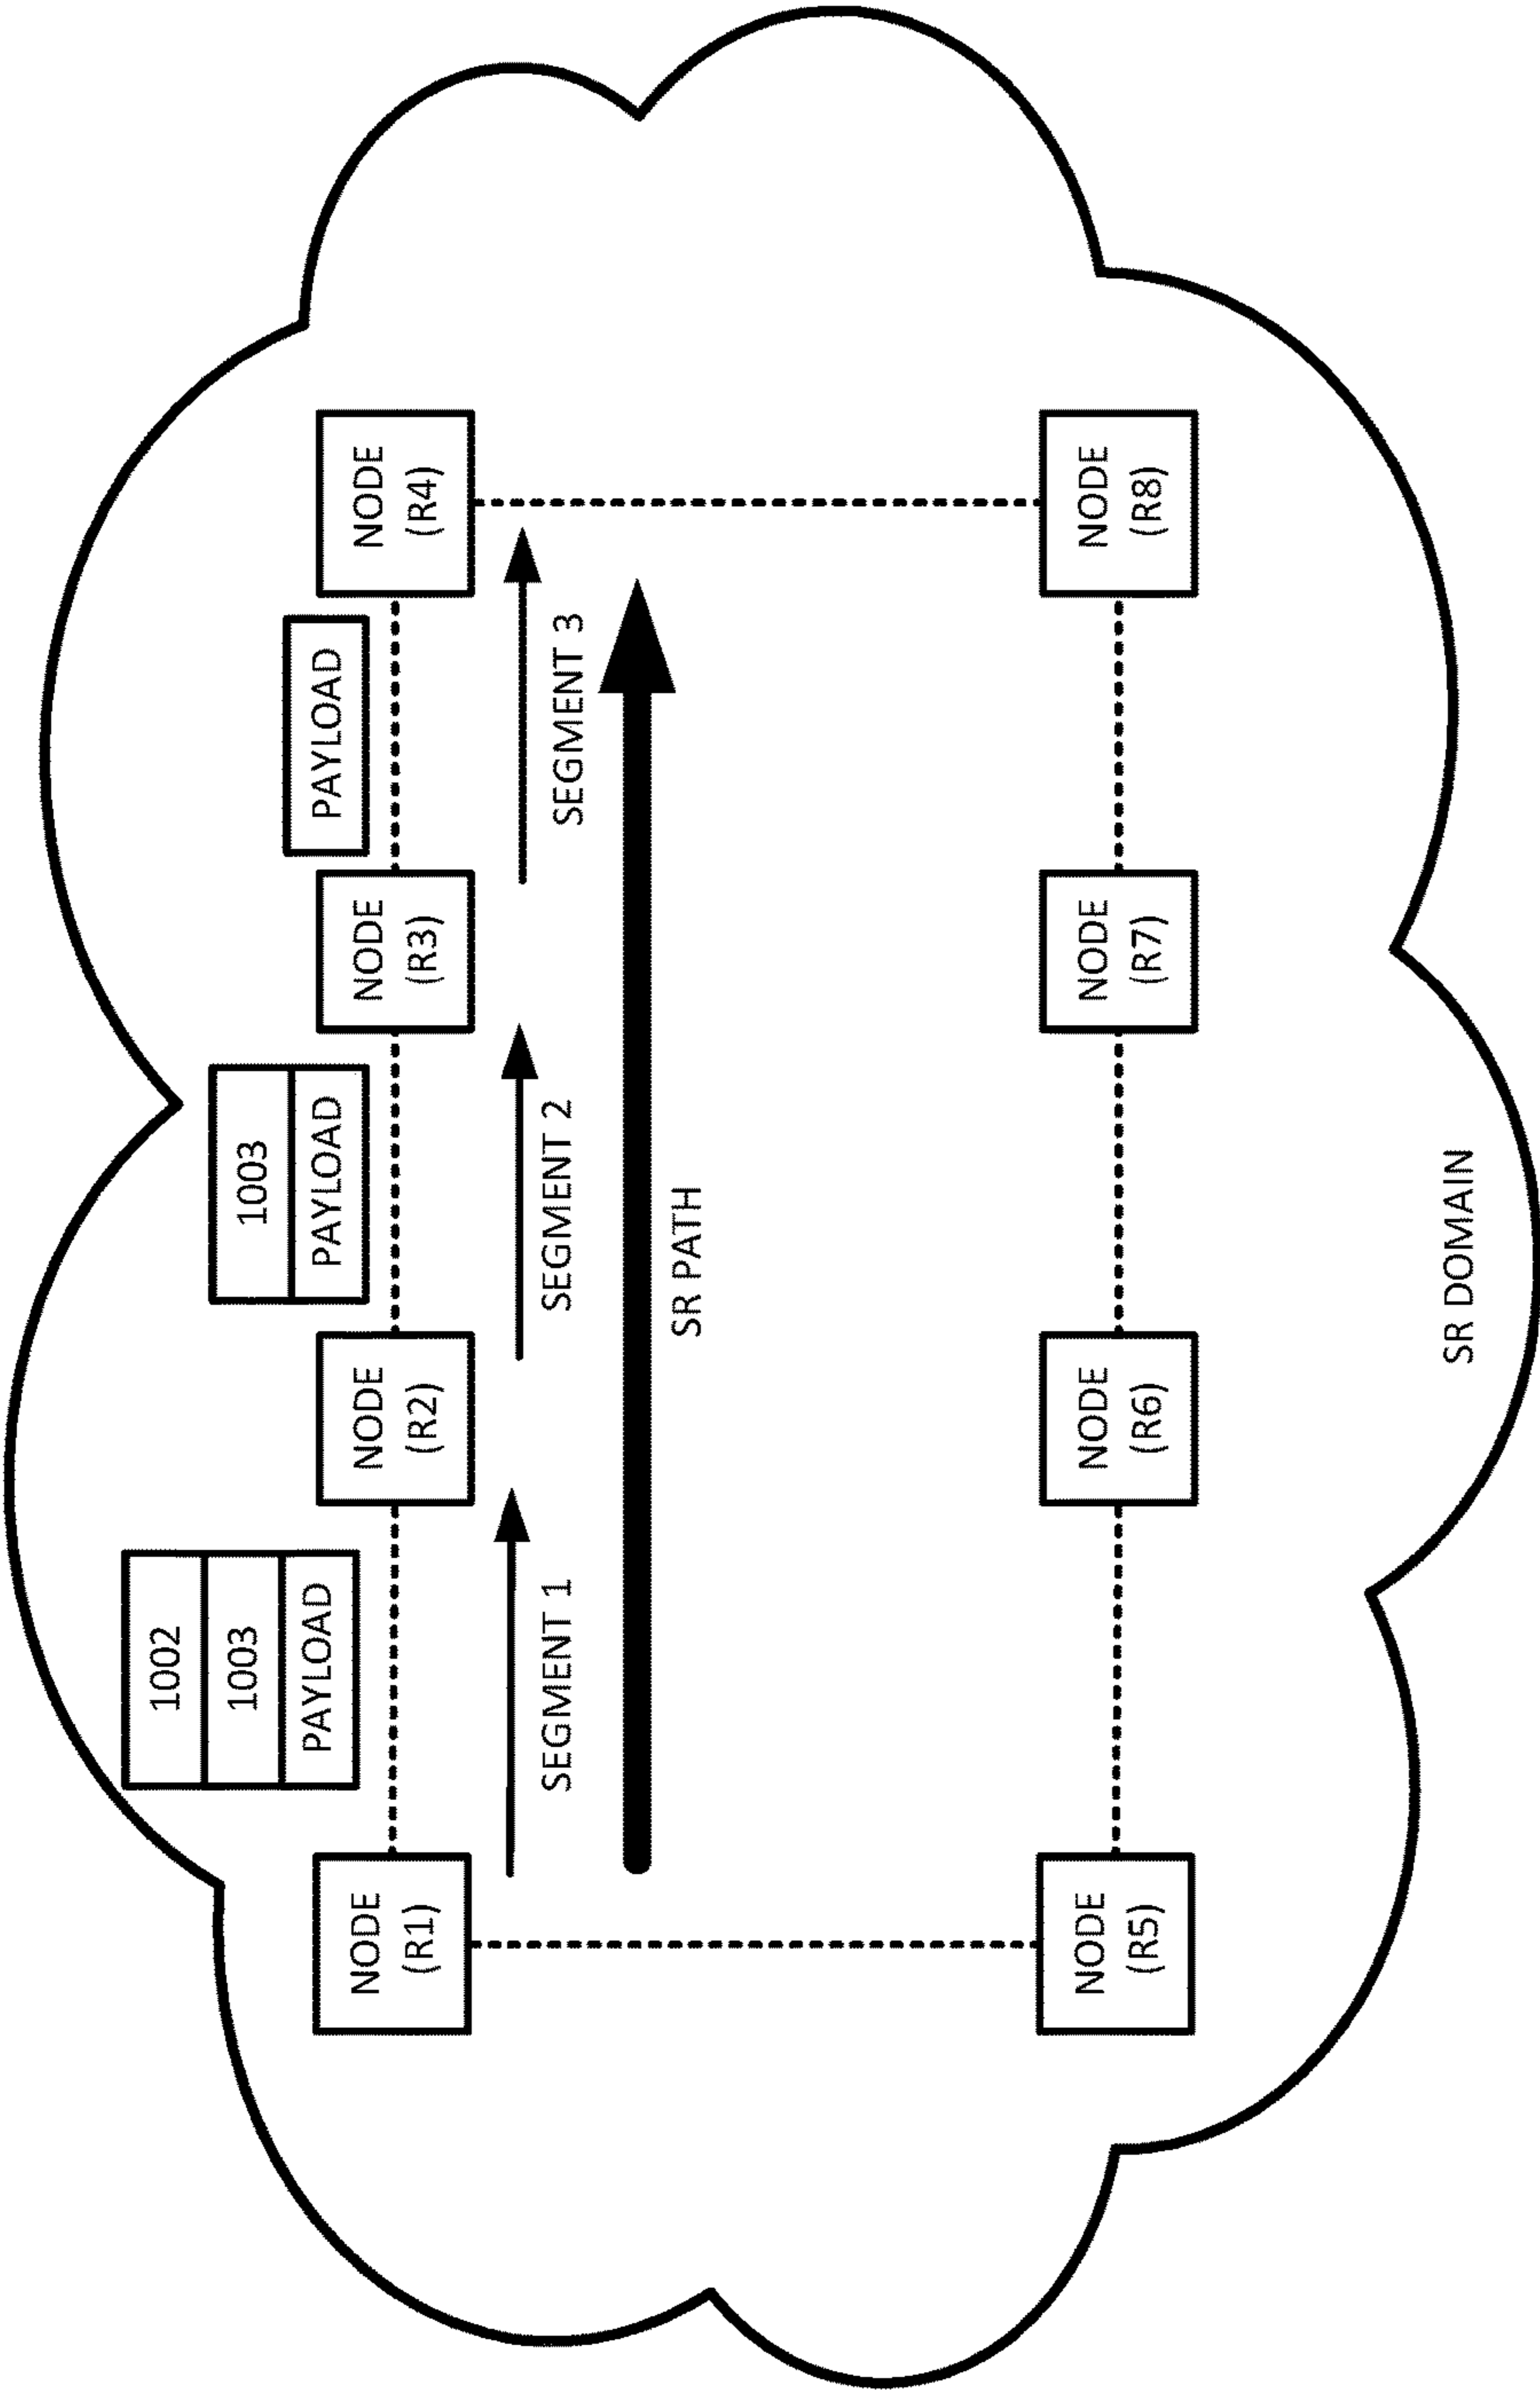 1002
1003
PAYLOAD
1003
PAYLOAD
PAYLOAD
NODE
(R1)
NODE
(R2)
NODE
(R3)
NODE
(R4)
SEGMENT 1
SEGMENT 2
SEGMENT 3
SR PATH
NODE
(R5)
NODE
(R6)
NODE
(R7)
NODE
(R8)
SR DOMAIN